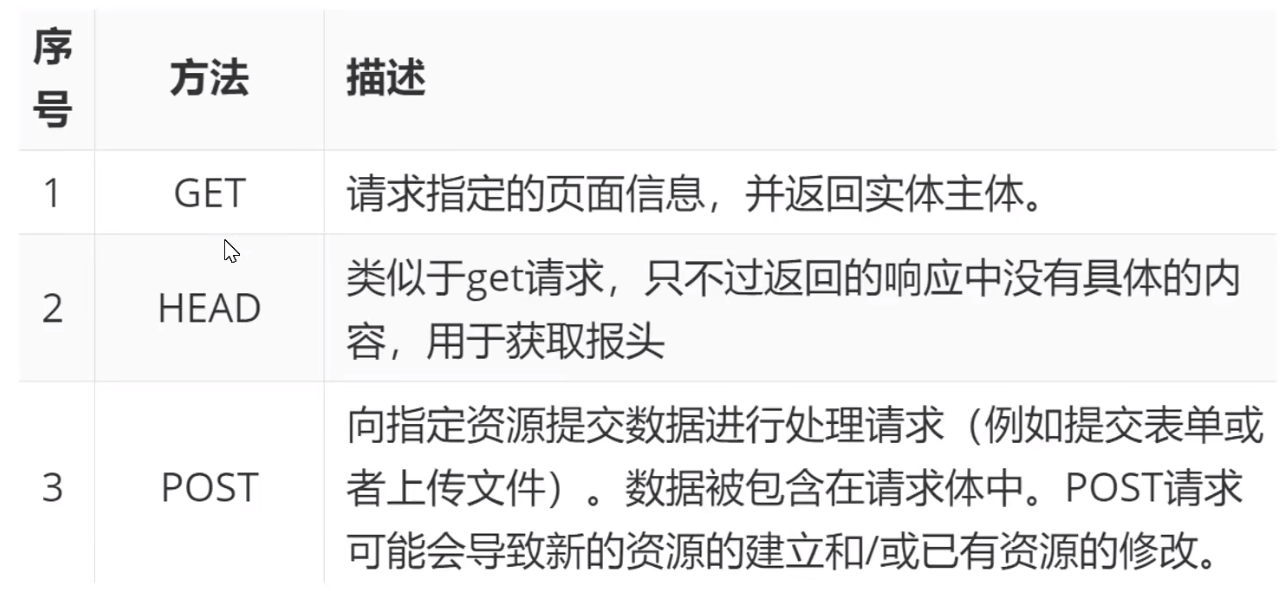 序号 方法 描述
1 GET 请求指定的页面信息，并返回实体主体。
2 HEAD 类似于get请求，只不过返回的响应中没有具体的内
容，用于获取报头
3 POST 向指定资源提交数据进行处理请求（例如提交表单或
者上传文件）。数据被包含在请求体中。POST请求
可能会导致新的资源的建立和/或已有资源的修改。